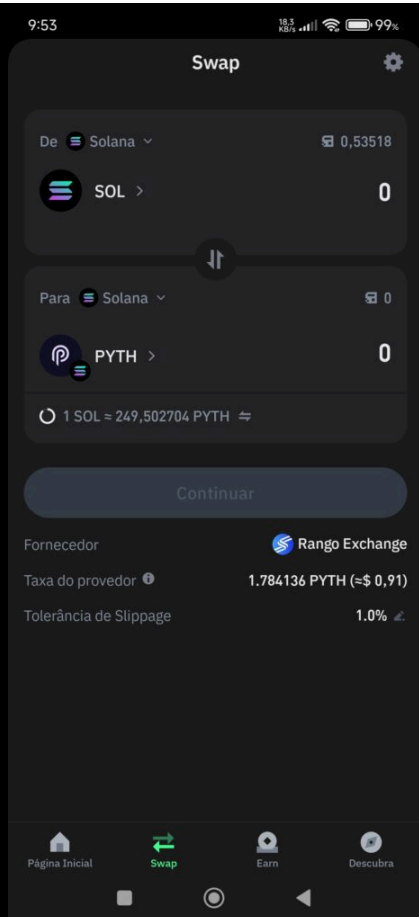 9:53 18,3 KB/s 99%
Swap
De Solana 0,53518
SOL > 0
Para Solana 0
PYTH > 0
1 SOL ≈ 249,502704 PYTH
Continuar
Fornecedor Rango Exchange
Taxa do provedor 1.784136 PYTH (≈$ 0,91)
Tolerância de Slippage 1.0%
Página Inicial Swap Earn Descubra